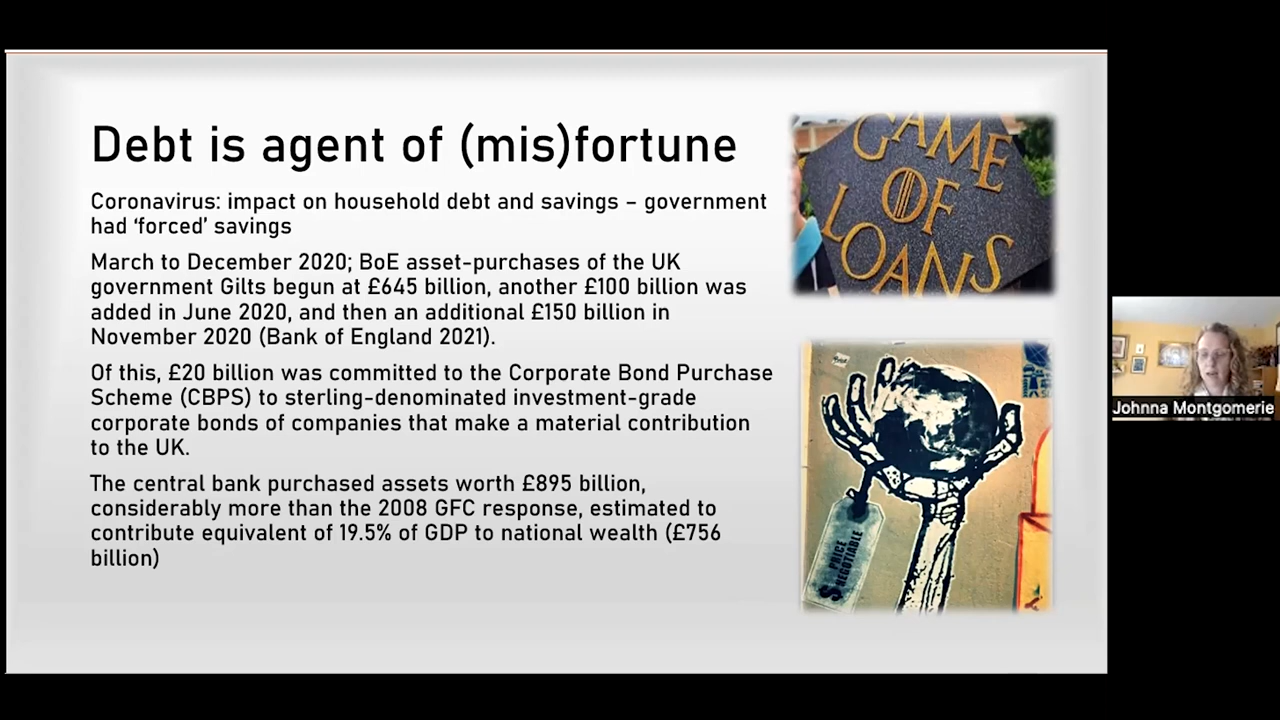 Debt is agent of (mis)fortune
Coronavirus: impact on household debt and savings – government
had ‘forced’ savings
March to December 2020; BoE asset-purchases of the UK
government Gilts begun at £645 billion, another £100 billion was
added in June 2020, and then an additional £150 billion in
November 2020 (Bank of England 2021).
Of this, £20 billion was committed to the Corporate Bond Purchase
Scheme (CBPS) to sterling-denominated investment-grade
corporate bonds of companies that make a material contribution
to the UK.
The central bank purchased assets worth £895 billion,
considerably more than the 2008 GFC response, estimated to
contribute equivalent of 19.5% of GDP to national wealth (£756
billion)
GAME
OF
LOANS
$ PRICE
NEGOTIABLE
Johnna Montgomerie